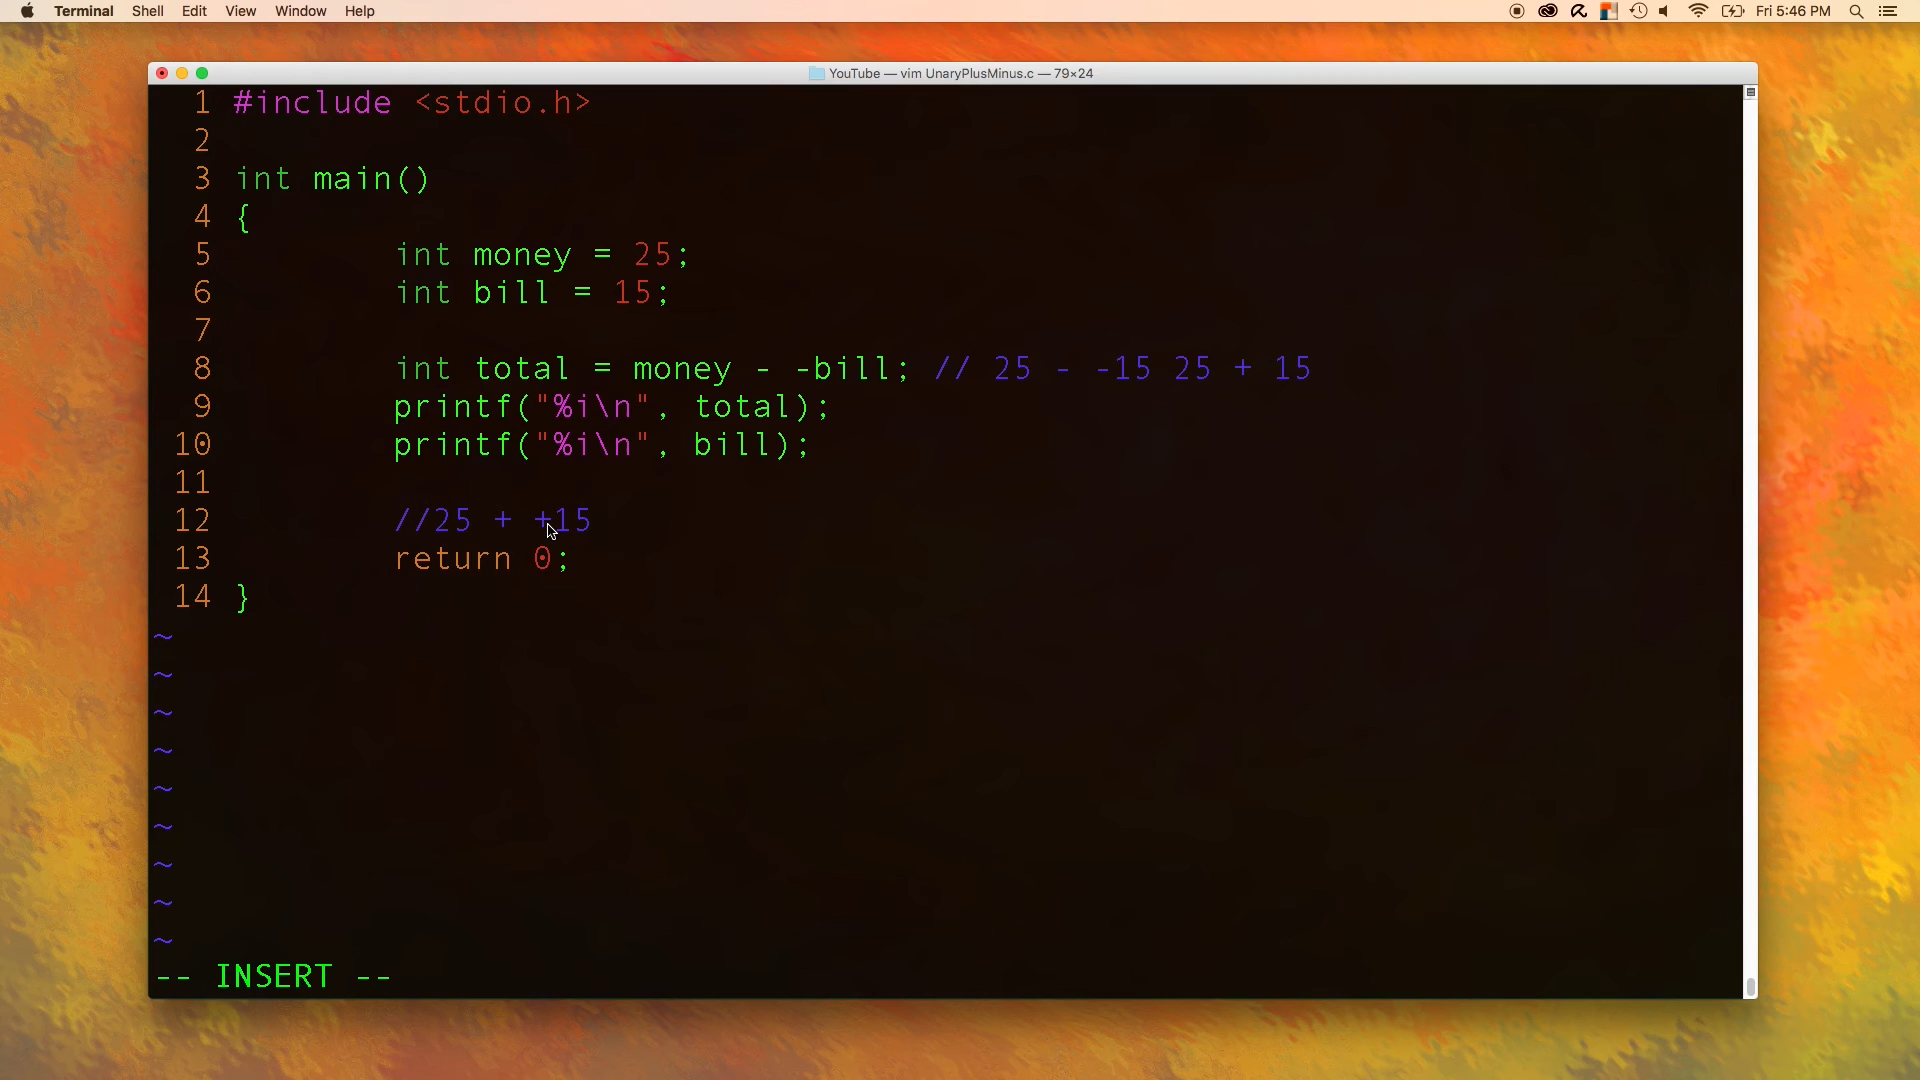 Terminal Shell Edit View Window Help Fri 5:46 PM
YouTube — vim UnaryPlusMinus.c — 79×24
1 #include <stdio.h>
2
3 int main()
4 {
5 int money = 25;
6 int bill = 15;
7
8 int total = money - -bill; // 25 - -15 25 + 15
9 printf("%i\n", total);
10 printf("%i\n", bill);
11
12 //25 + +15
13 return 0;
14 }
~
~
~
~
~
~
~
~
~
-- INSERT --